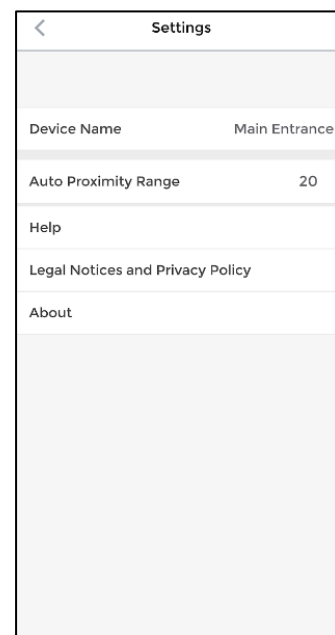 Settings
Device Name Main Entrance
Auto Proximity Range 20
Help
Legal Notices and Privacy Policy
About